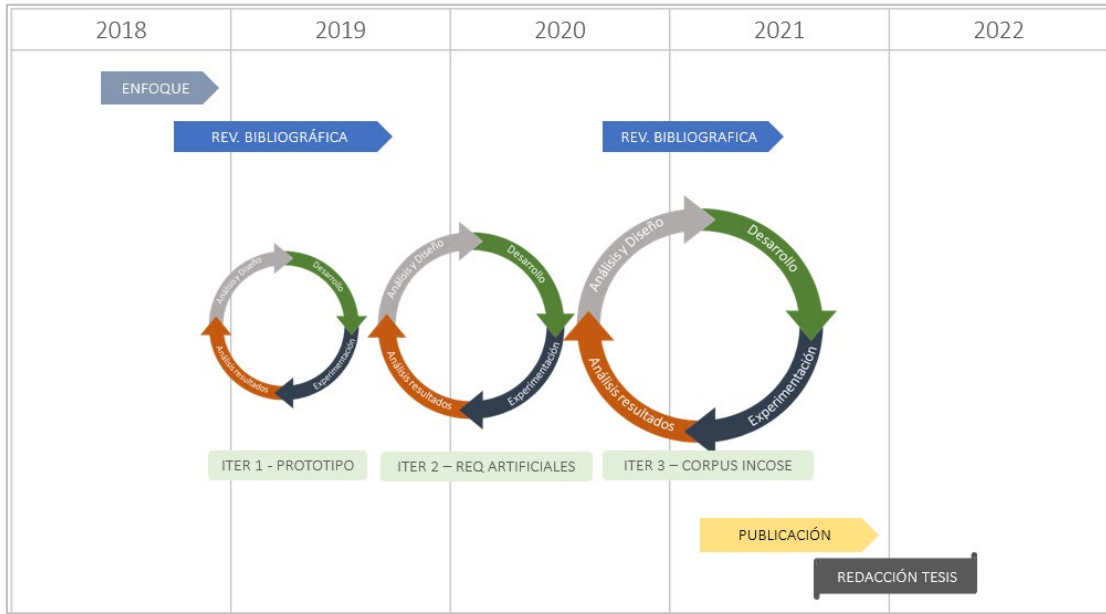 2018
2019
2020
2021
2022
ENFOQUE
REV. BIBLIOGRÁFICA
REV. BIBLIOGRAFICA
Análisis y Diseño
Desarrollo
Experimentación
Análisis resultados
Análisis y Diseño
Desarrollo
Experimentación
Análisis resultados
Análisis y Diseño
Desarrollo
Experimentación
Análisis resultados
ITER 1 - PROTOTIPO
ITER 2 – REQ ARTIFICIALES
ITER 3 – CORPUS INCOSE
PUBLICACIÓN
REDACCIÓN TESIS